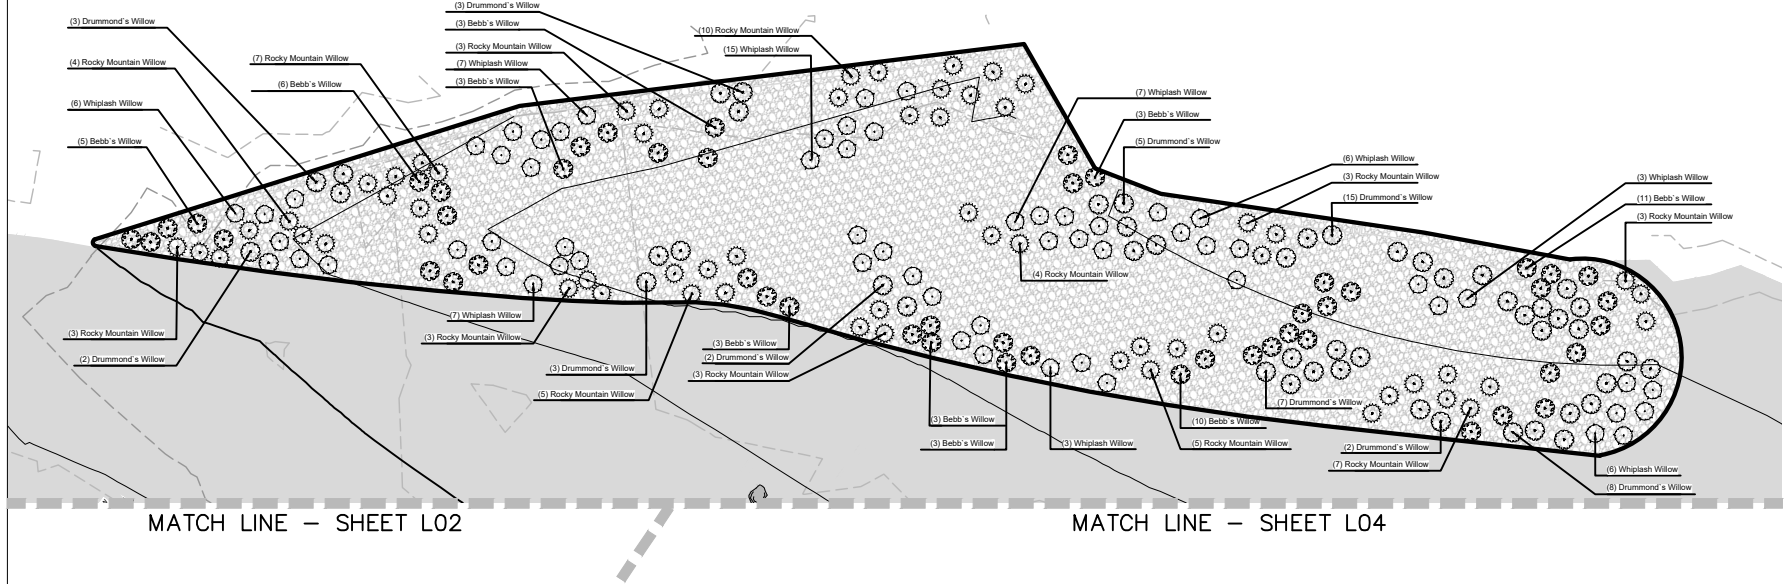 (3) Drummond`s Willow
(4) Rocky Mountain Willow
(6) Whiplash Willow
(5) Bebb`s Willow
(7) Rocky Mountain Willow
(6) Bebb`s Willow
(3) Drummond`s Willow
(3) Bebb`s Willow
(3) Rocky Mountain Willow
(7) Whiplash Willow
(3) Bebb`s Willow
(10) Rocky Mountain Willow
(15) Whiplash Willow
(7) Whiplash Willow
(3) Bebb`s Willow
(5) Drummond`s Willow
(6) Whiplash Willow
(3) Rocky Mountain Willow
(15) Drummond`s Willow
(3) Whiplash Willow
(11) Bebb`s Willow
(3) Rocky Mountain Willow
(4) Rocky Mountain Willow
(3) Rocky Mountain Willow
(2) Drummond`s Willow
(7) Whiplash Willow
(3) Rocky Mountain Willow
(3) Drummond`s Willow
(5) Rocky Mountain Willow
(3) Bebb`s Willow
(2) Drummond`s Willow
(3) Rocky Mountain Willow
(3) Bebb`s Willow
(3) Bebb`s Willow
(3) Whiplash Willow
(7) Drummond`s Willow
(10) Bebb`s Willow
(5) Rocky Mountain Willow
(2) Drummond`s Willow
(7) Rocky Mountain Willow
(6) Whiplash Willow
(8) Drummond`s Willow
MATCH LINE – SHEET L02
MATCH LINE – SHEET L04